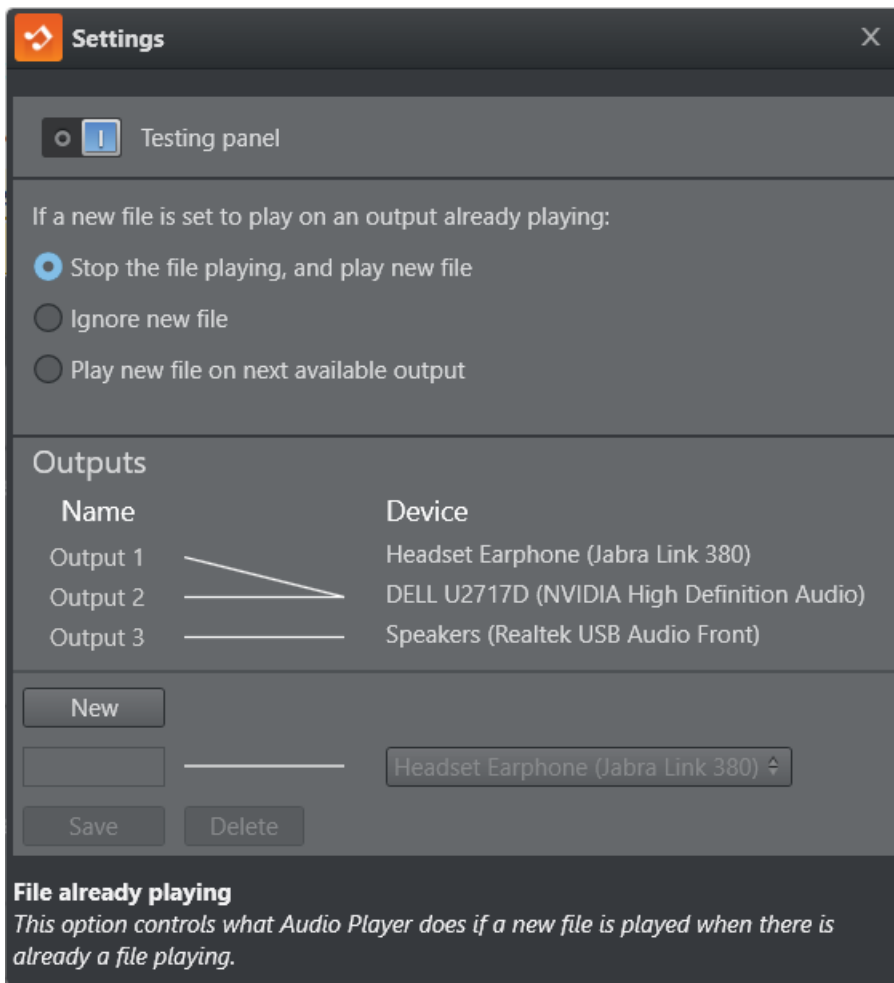 Settings
X
Testing panel
If a new file is set to play on an output already playing:
Stop the file playing, and play new file
Ignore new file
Play new file on next available output
Outputs
Name Device
Output 1 Headset Earphone (Jabra Link 380)
Output 2 DELL U2717D (NVIDIA High Definition Audio)
Output 3 Speakers (Realtek USB Audio Front)
New
Headset Earphone (Jabra Link 380)
Save Delete
File already playing
This option controls what Audio Player does if a new file is played when there is
already a file playing.